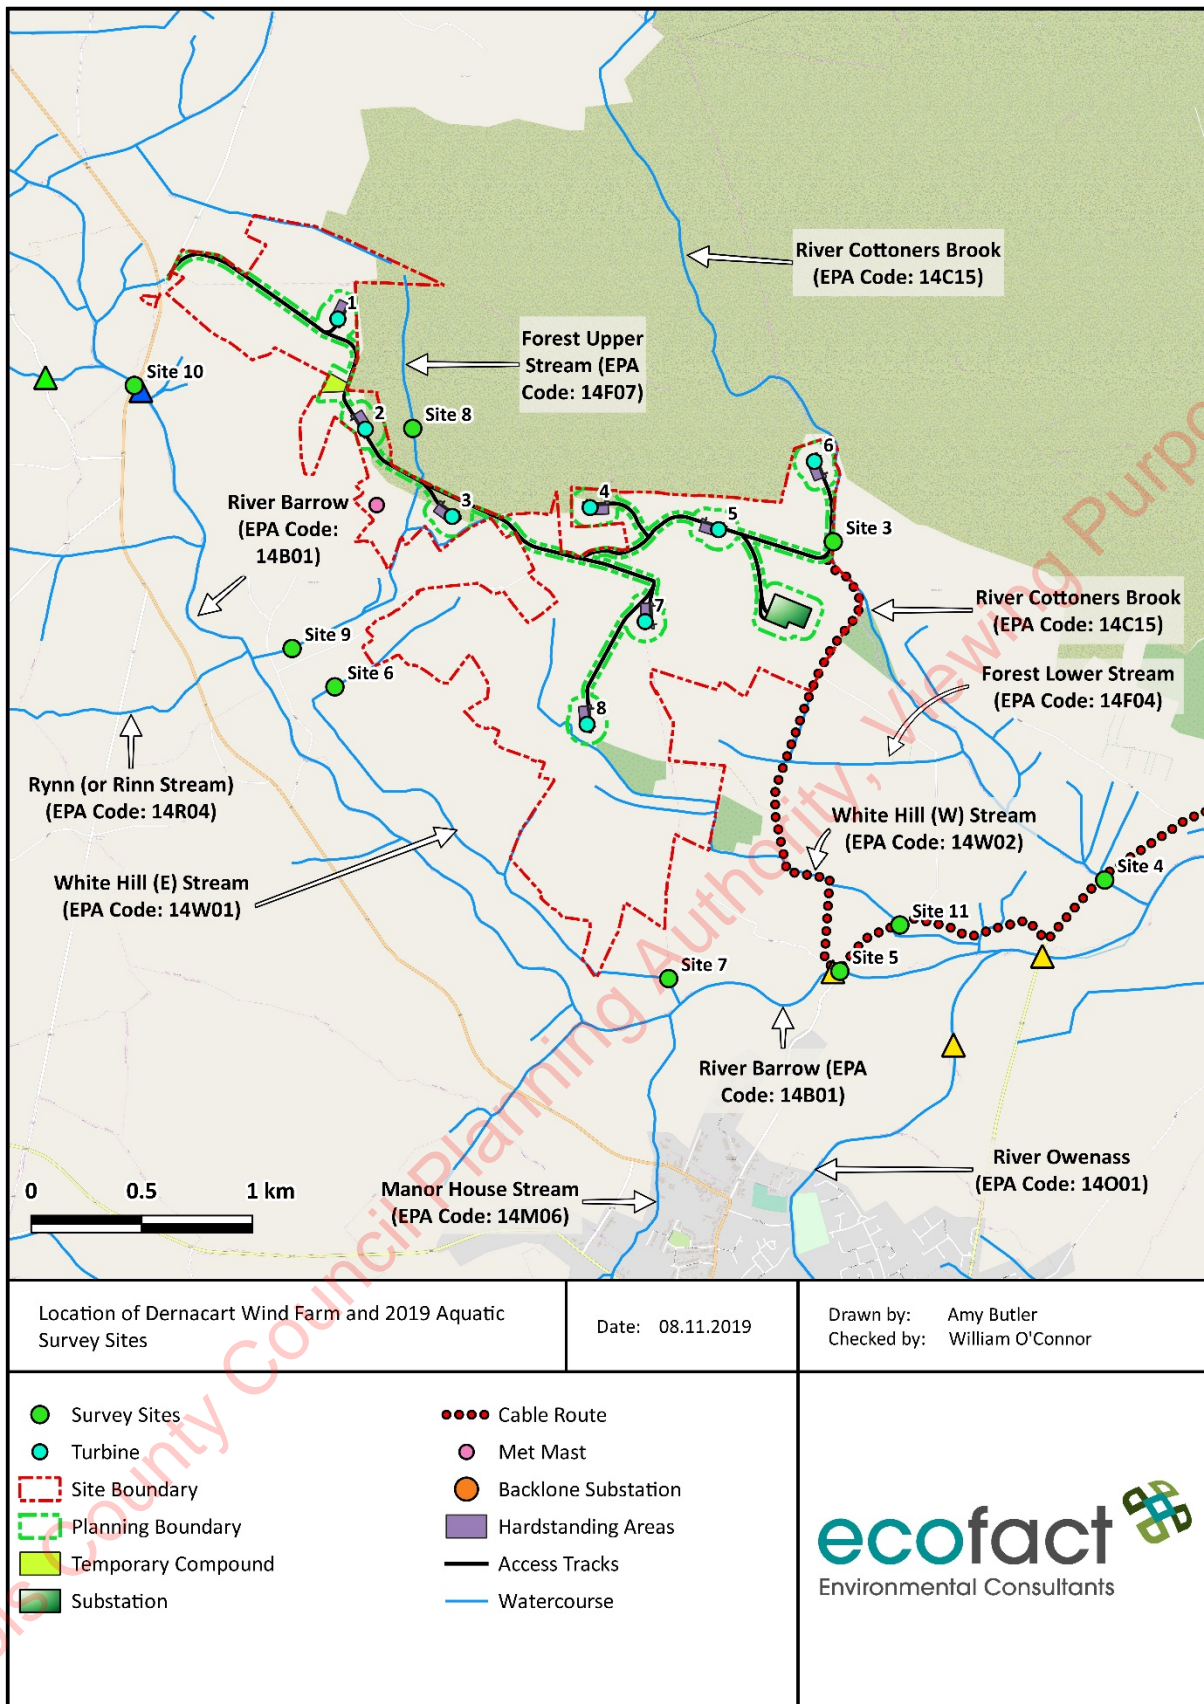 River Cottoners Brook
(EPA Code: 14C15)
Forest Upper
Stream (EPA
Code: 14F07)
1
Site 10
2
Site 8
6
4
3
5
Site 3
River Barrow
(EPA Code:
14B01)
River Cottoners Brook
(EPA Code: 14C15)
7
Site 9
Site 6
Forest Lower Stream
(EPA Code: 14F04)
8
Rynn (or Rinn Stream)
(EPA Code: 14R04)
White Hill (W) Stream
(EPA Code: 14W02)
White Hill (E) Stream
(EPA Code: 14W01)
Site 4
Site 11
Site 7
Site 5
River Barrow (EPA
Code: 14B01)
River Owenass
(EPA Code: 14O01)
Manor House Stream
(EPA Code: 14M06)
0 0.5 1 km
Location of Dernacart Wind Farm and 2019 Aquatic
Survey Sites
Date: 08.11.2019
Drawn by: Amy Butler
Checked by: William O'Connor
Survey Sites
Turbine
Site Boundary
Planning Boundary
Temporary Compound
Substation
Cable Route
Met Mast
Backlone Substation
Hardstanding Areas
Access Tracks
Watercourse
ecofact
Environmental Consultants
County Council Planning Authority, Viewing